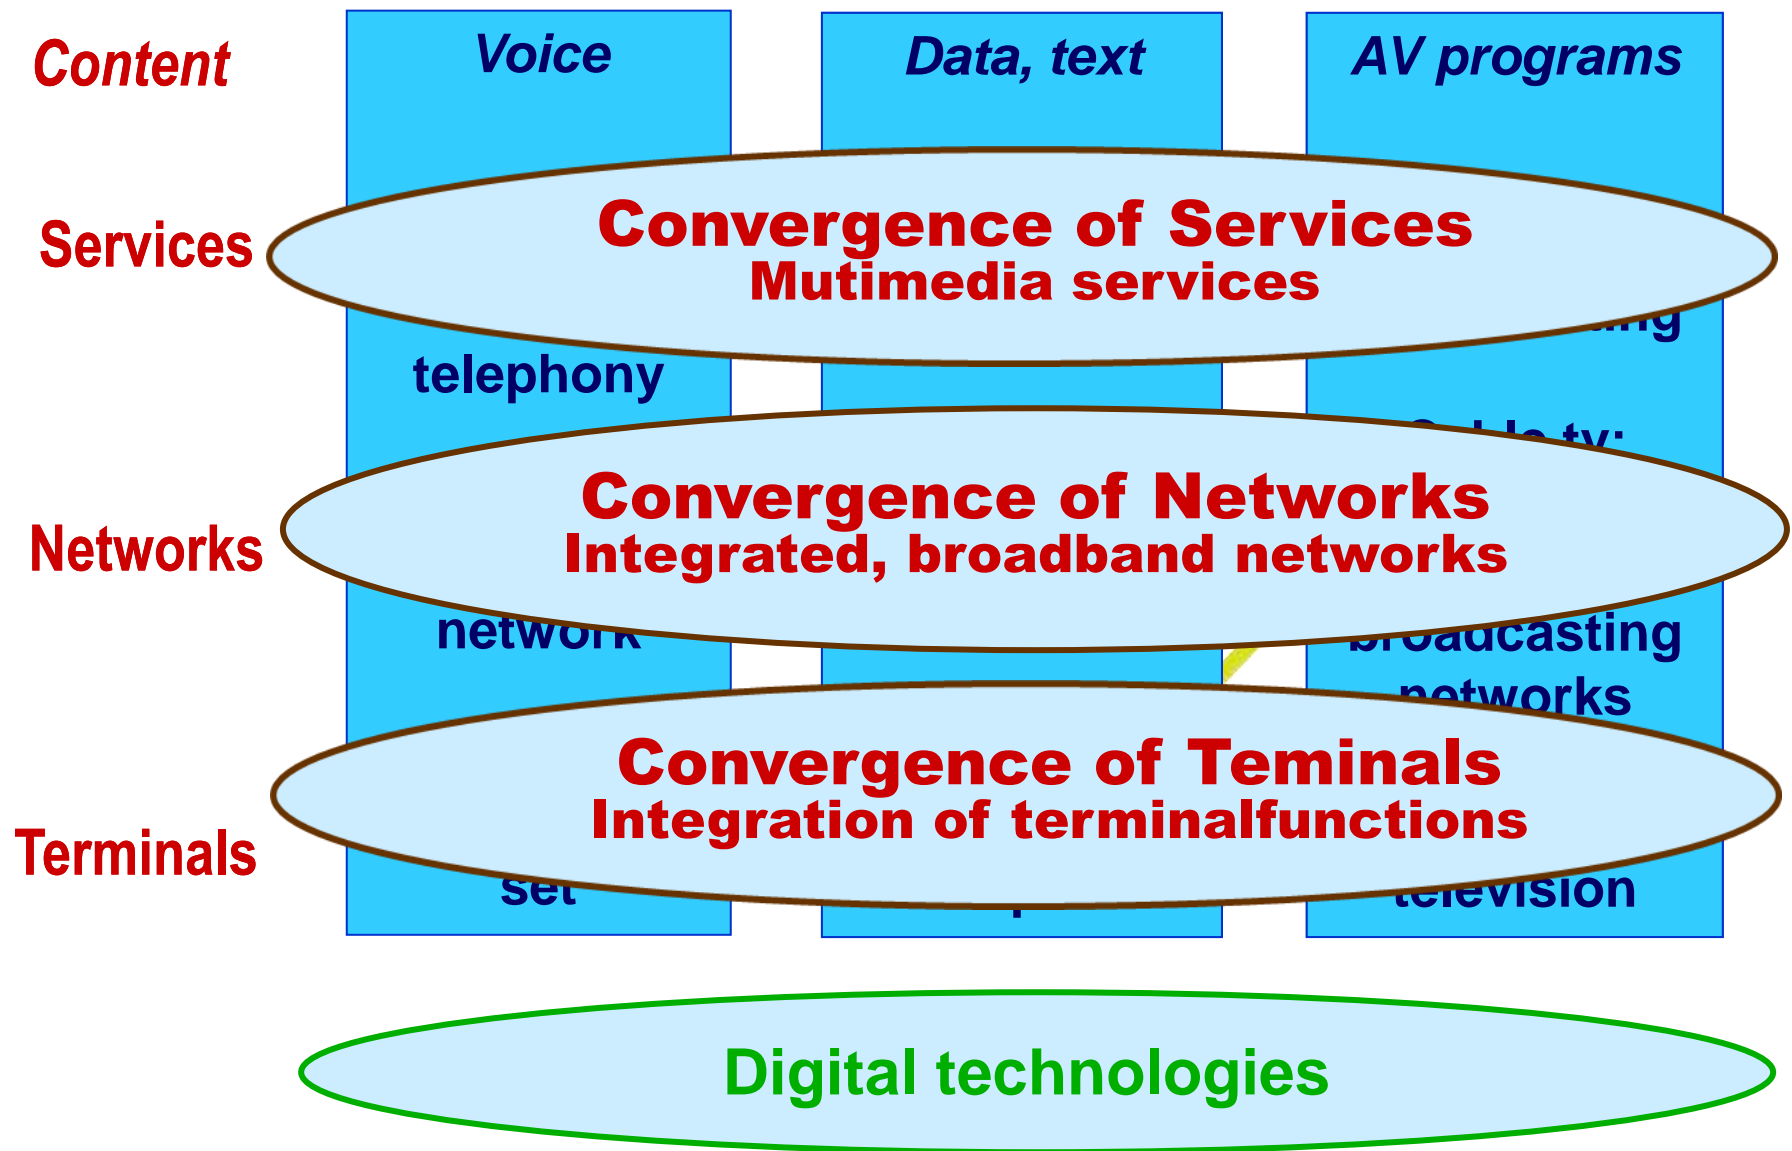 Content
Voice
Data, text
AV programs
Services
Convergence of Services
Mutimedia services
telephony
Networks
Convergence of Networks
Integrated, broadband networks
network
broadcasting
networks
Terminals
Convergence of Teminals
Integration of terminalfunctions
set
television
Digital technologies